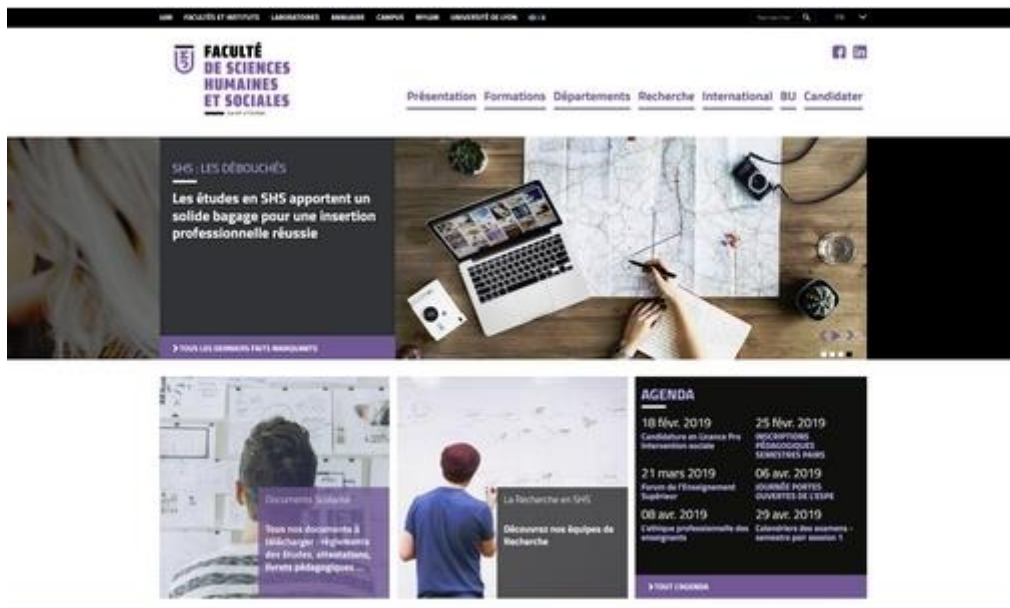 UJM FACULTÉS ET INSTITUTS LABORATOIRES ANNUAIRE CAMPUS MYUJM UNIVERSITÉ DE LYON
Rechercher FR
FACULTÉ
DE SCIENCES
HUMAINES
ET SOCIALES
Présentation Formations Départements Recherche International BU Candidater
SHS : LES DÉBOUCHÉS
Les études en SHS apportent un
solide bagage pour une insertion
professionnelle réussie
TOUS LES DERNIERS FAITS MARQUANTS
Documents Scolarité
Tous nos documents à
télécharger : règlements
des études, attestations,
livrets pédagogiques ...
La Recherche en SHS
Découvrez nos équipes de
Recherche
AGENDA
18 févr. 2019
Candidature en Licence Pro
Intervention sociale
25 févr. 2019
INSCRIPTIONS
PÉDAGOGIQUES
SEMESTRES PAIRS
21 mars 2019
Forum de l'Enseignement
Supérieur
06 avr. 2019
JOURNÉE PORTES
OUVERTES DE L'ESPE
08 avr. 2019
L'éthique professionnelle des
enseignants
29 avr. 2019
Calendriers des examens -
semestre pair session 1
TOUT L'AGENDA